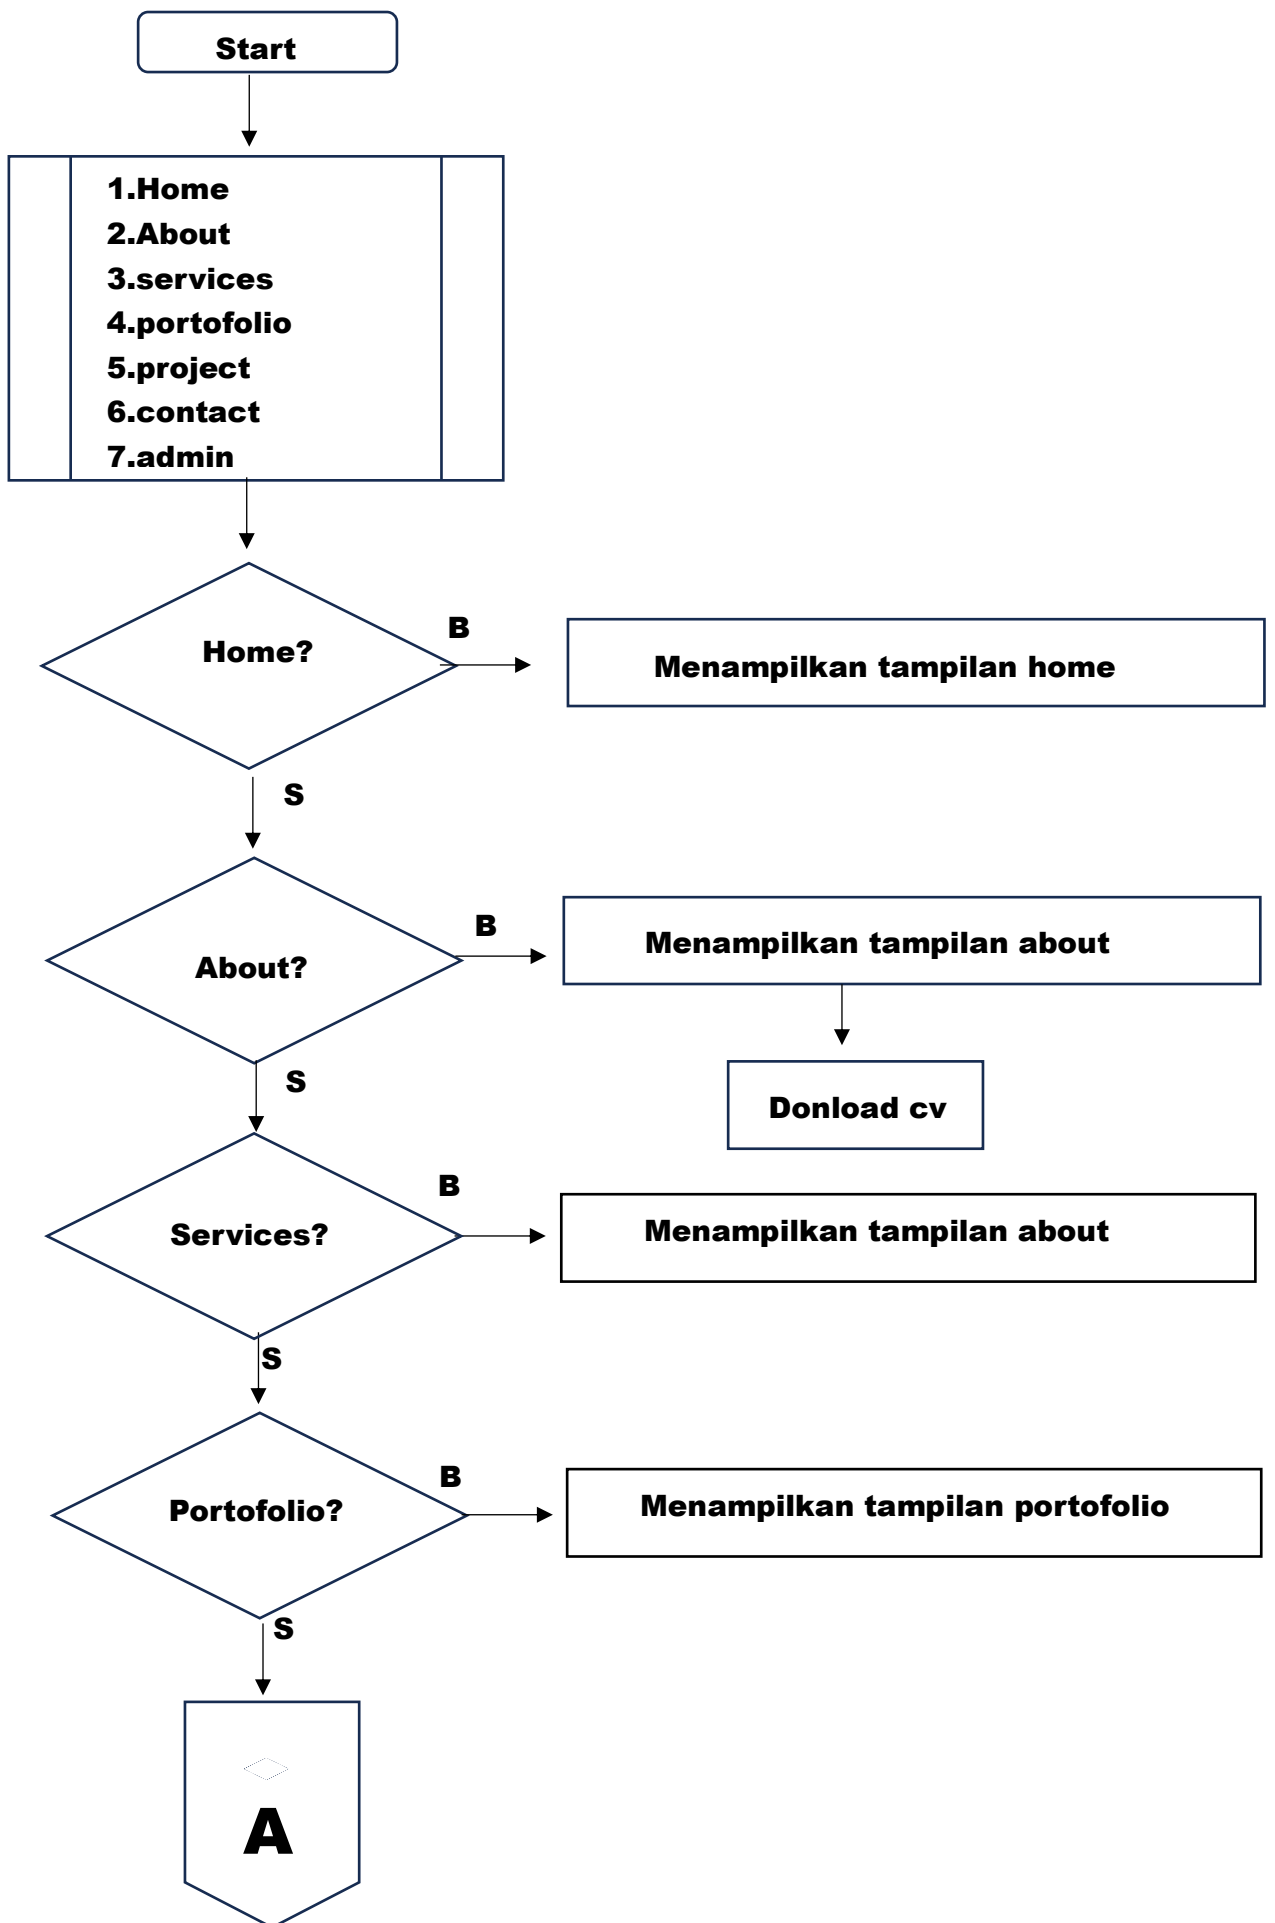 Start
1.Home
2.About
3.services
4.portofolio
5.project
6.contact
7.admin
Home?
B
Menampilkan tampilan home
S
About?
B
Menampilkan tampilan about
Donload cv
S
Services?
B
Menampilkan tampilan about
S
Portofolio?
B
Menampilkan tampilan portofolio
S
A